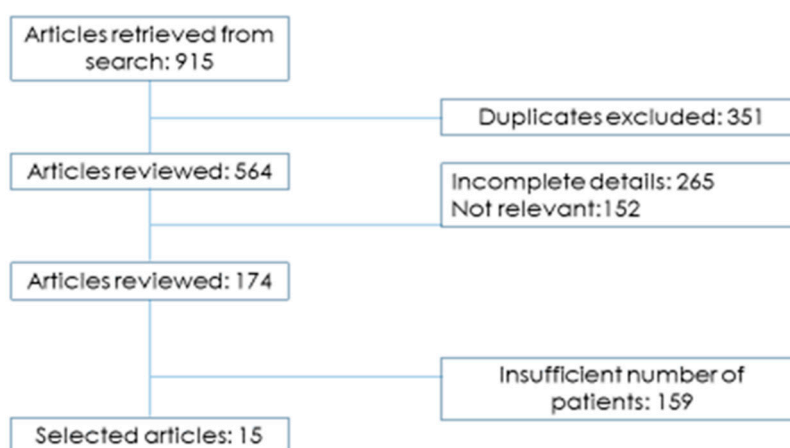 Articles retrieved from
search: 915
Duplicates excluded: 351
Articles reviewed: 564
Incomplete details: 265
Not relevant:152
Articles reviewed: 174
Insufficient number of
patients: 159
Selected articles: 15